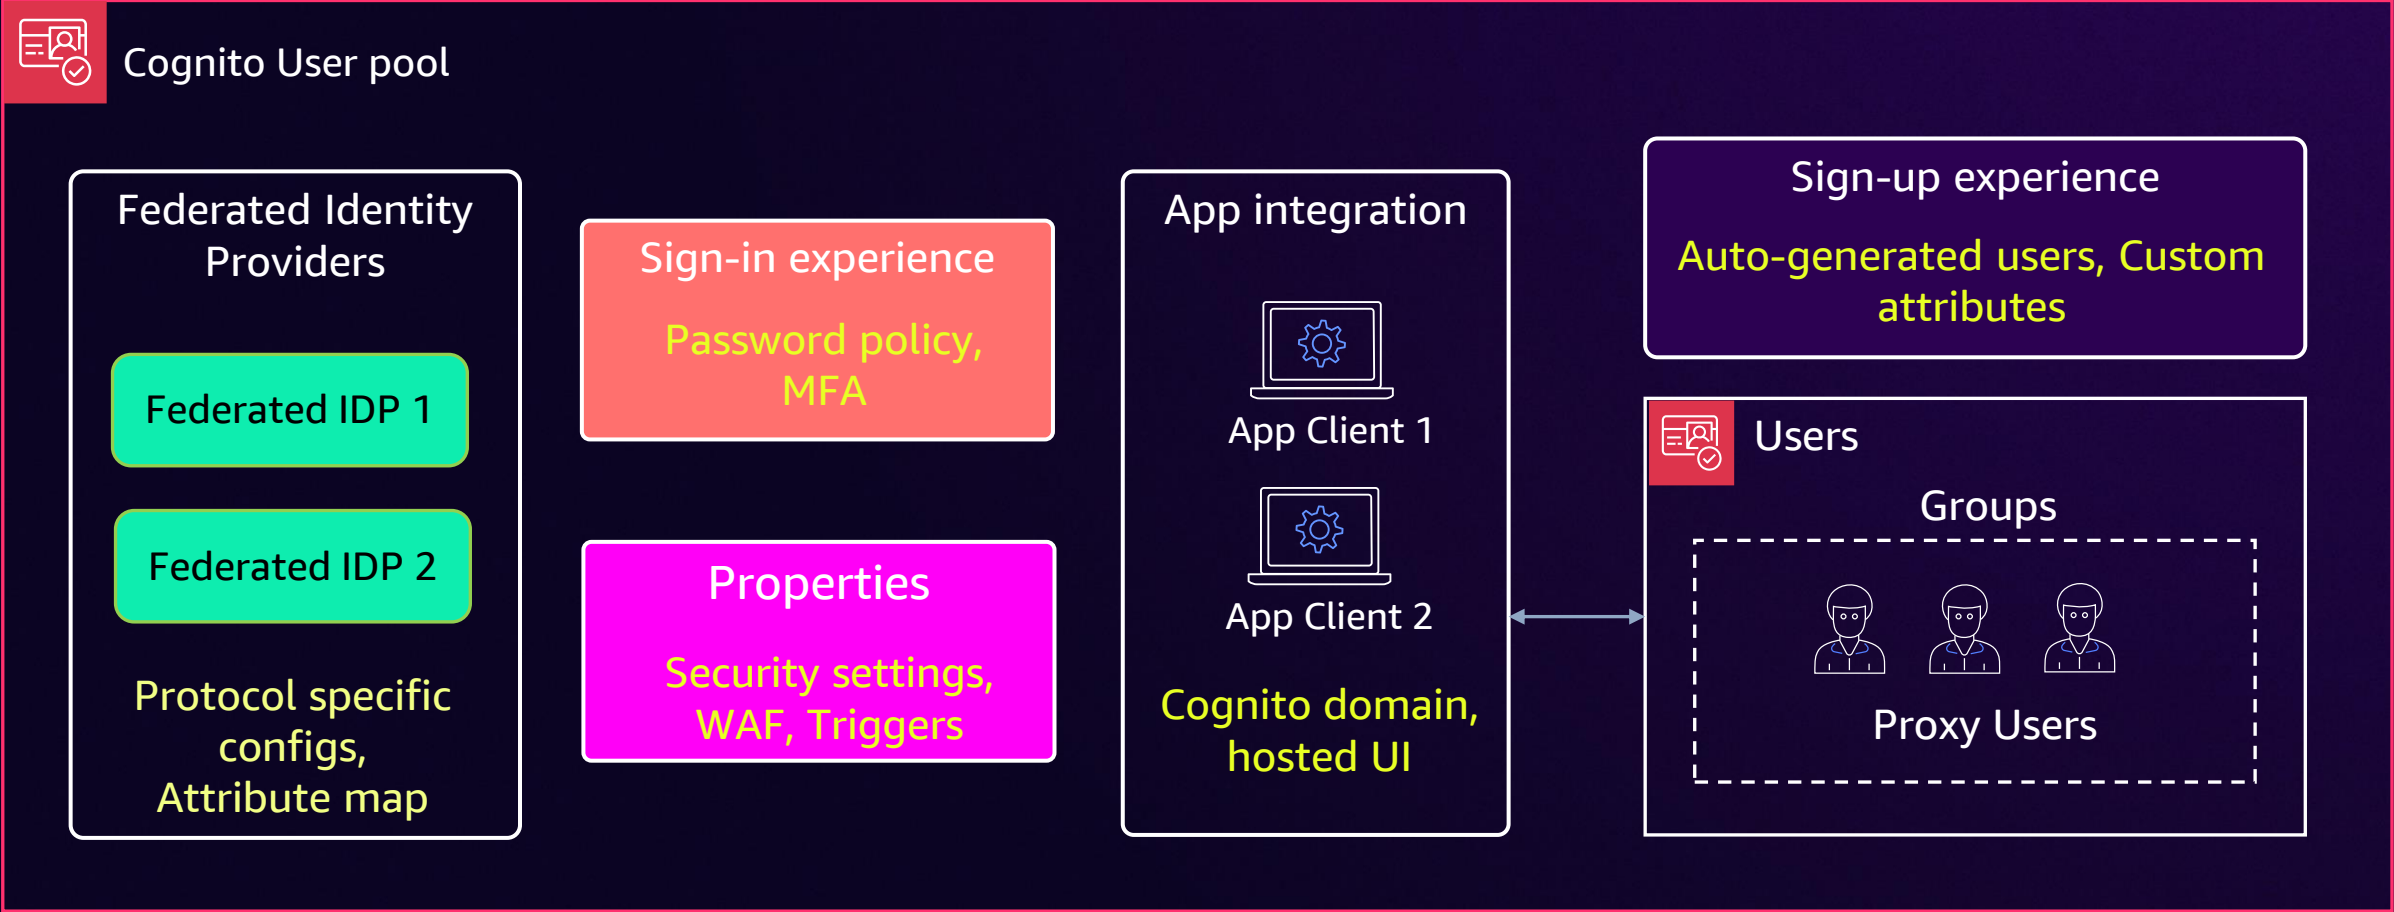 Cognito User pool
Federated Identity
Providers
Federated IDP 1
Federated IDP 2
Protocol specific
configs,
Attribute map
Sign-in experience
Password policy,
MFA
Properties
Security settings,
WAF, Triggers
App integration
App Client 1
App Client 2
Cognito domain,
hosted UI
Sign-up experience
Auto-generated users, Custom
attributes
Users
Groups
Proxy Users